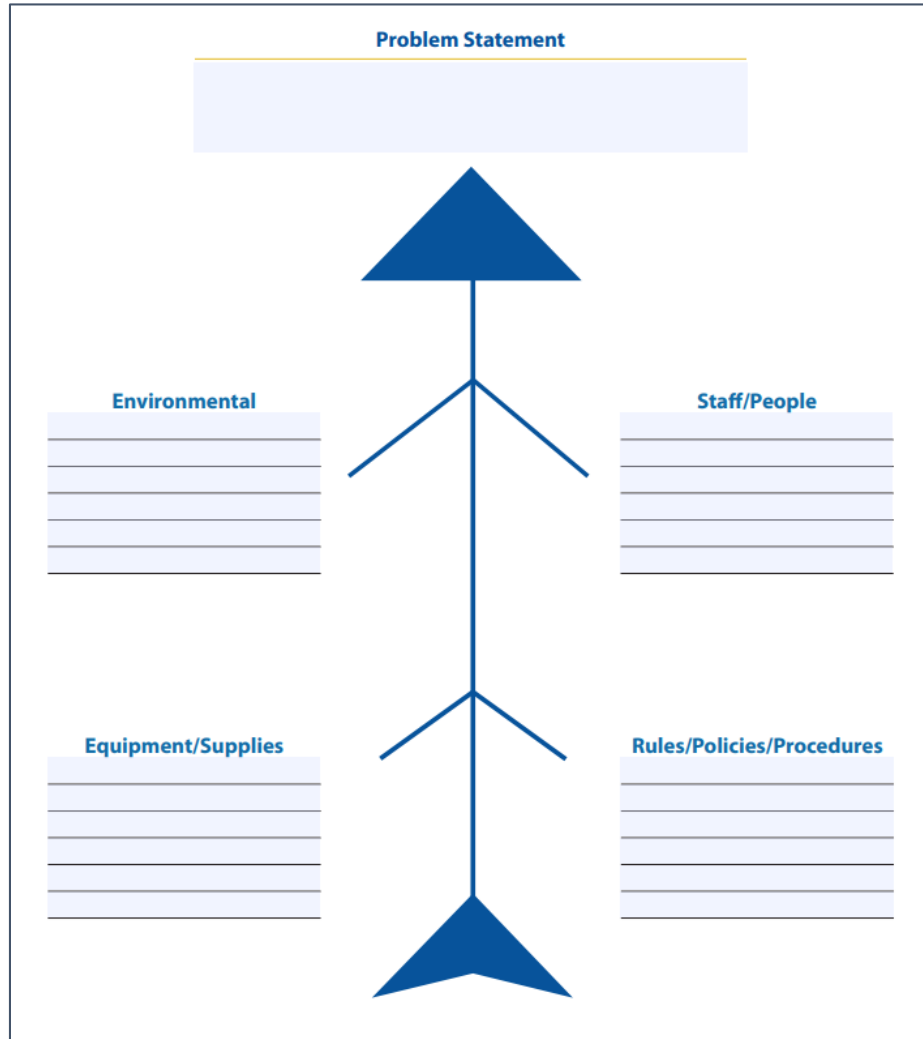 Problem Statement
Environmental
Staff/People
Equipment/Supplies
Rules/Policies/Procedures